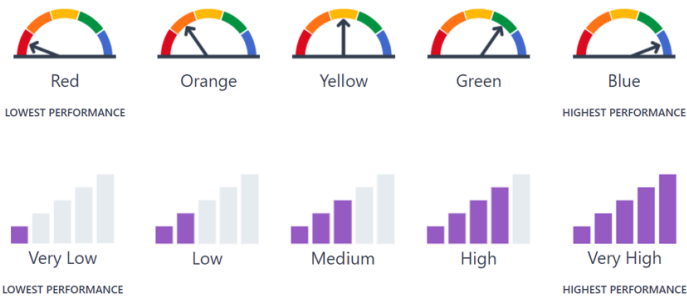 Red Orange Yellow Green Blue
LOWEST PERFORMANCE HIGHEST PERFORMANCE
Very Low Low Medium High Very High
LOWEST PERFORMANCE HIGHEST PERFORMANCE